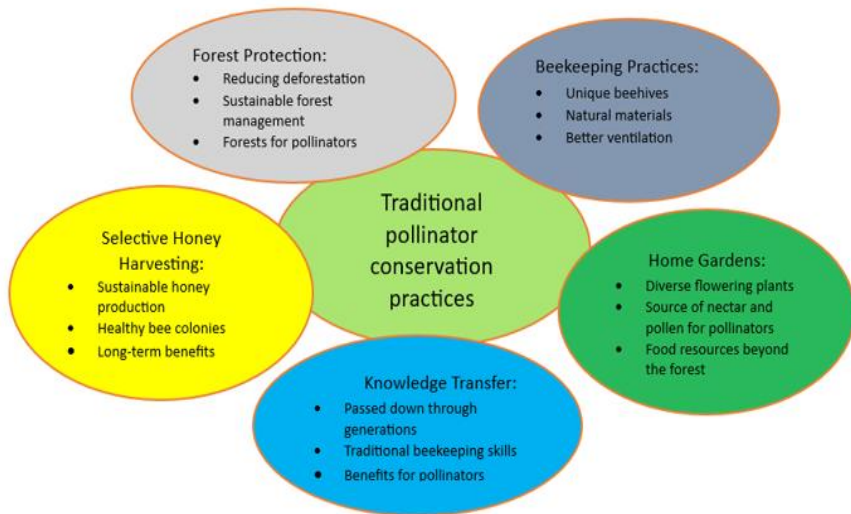 Forest Protection:
• Reducing deforestation
• Sustainable forest
management
• Forests for pollinators
Beekeeping Practices:
• Unique beehives
• Natural materials
• Better ventilation
Traditional
pollinator
conservation
practices
Selective Honey
Harvesting:
• Sustainable honey
production
• Healthy bee colonies
• Long-term benefits
Home Gardens:
• Diverse flowering plants
• Source of nectar and
pollen for pollinators
• Food resources beyond
the forest
Knowledge Transfer:
• Passed down through
generations
• Traditional beekeeping skills
• Benefits for pollinators